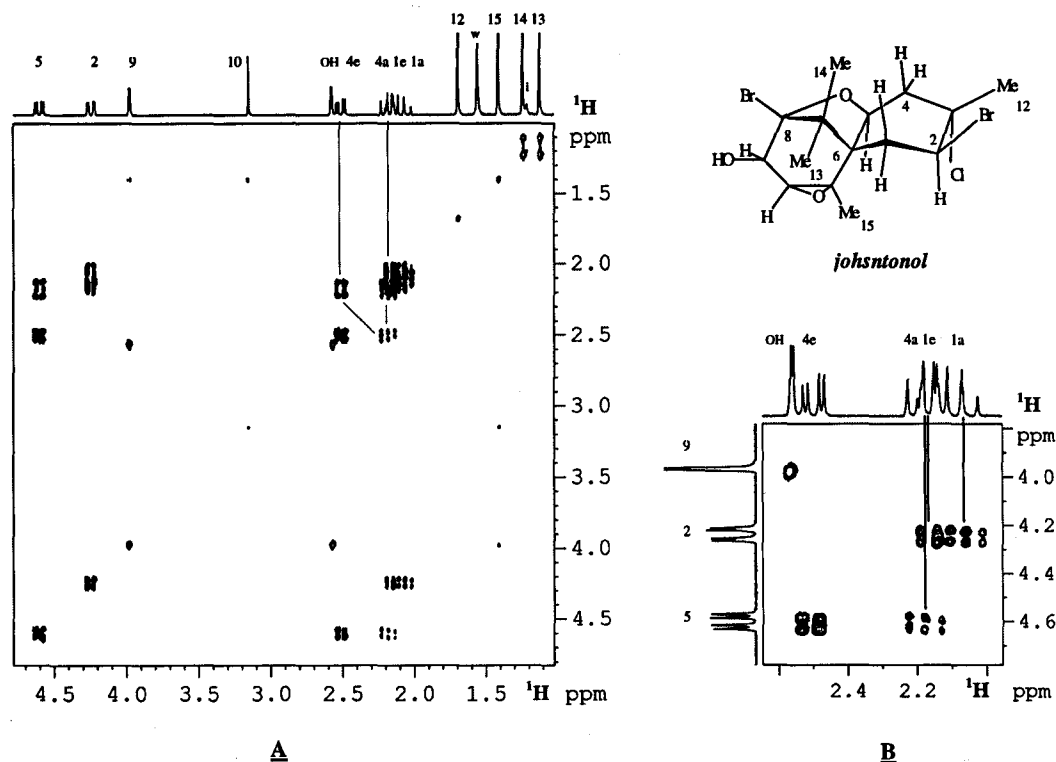 5 2 9 10 OH 4e 4a 1e 1a 12 w 15 14 i 13
¹H
ppm
1.5
2.0
2.5
3.0
3.5
4.0
4.5
4.5 4.0 3.5 3.0 2.5 2.0 1.5 ¹H ppm
A
H
Me
14
H
4
Me
12
Br
O
Br
8
2
6
H
HO
Me
H
H
Cl
13
O
H
Me
15
H
johsntonol
OH 4e 4a 1e 1a
¹H
ppm
9
4.0
2
4.2
4.4
5
4.6
2.4 2.2 ¹H ppm
B